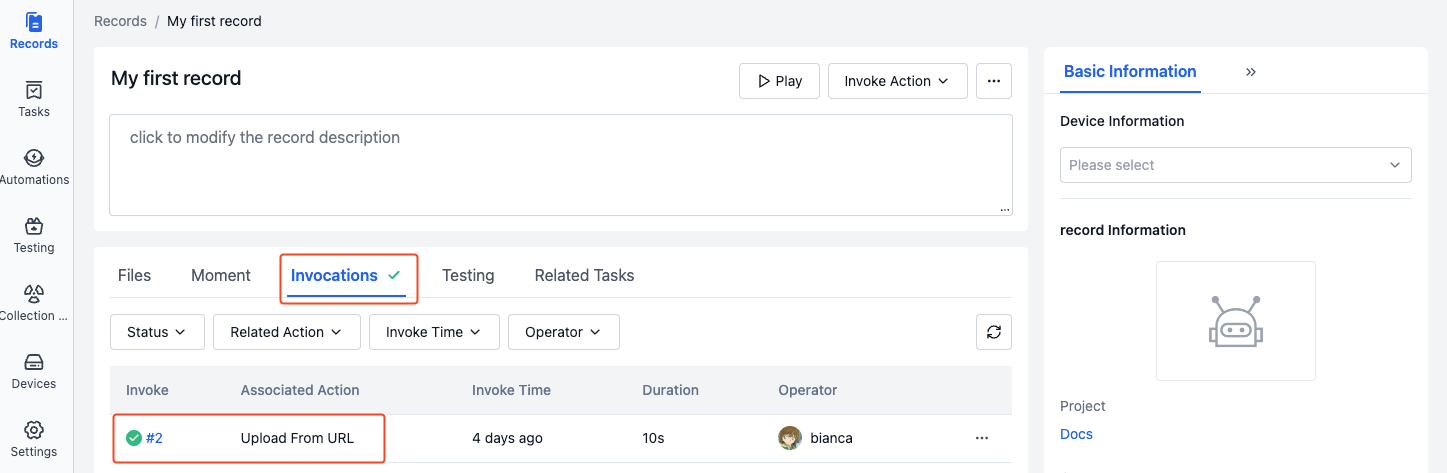 Records
Tasks
Automations
Testing
Collection ...
Devices
Settings
Records / My first record
My first record
Play
Invoke Action
...
click to modify the record description
...
Files
Moment
Invocations
Testing
Related Tasks
Status
Related Action
Invoke Time
Operator
Invoke
Associated Action
Invoke Time
Duration
Operator
#2
Upload From URL
4 days ago
10s
bianca
...
Basic Information
»
Device Information
Please select
record Information
Project
Docs